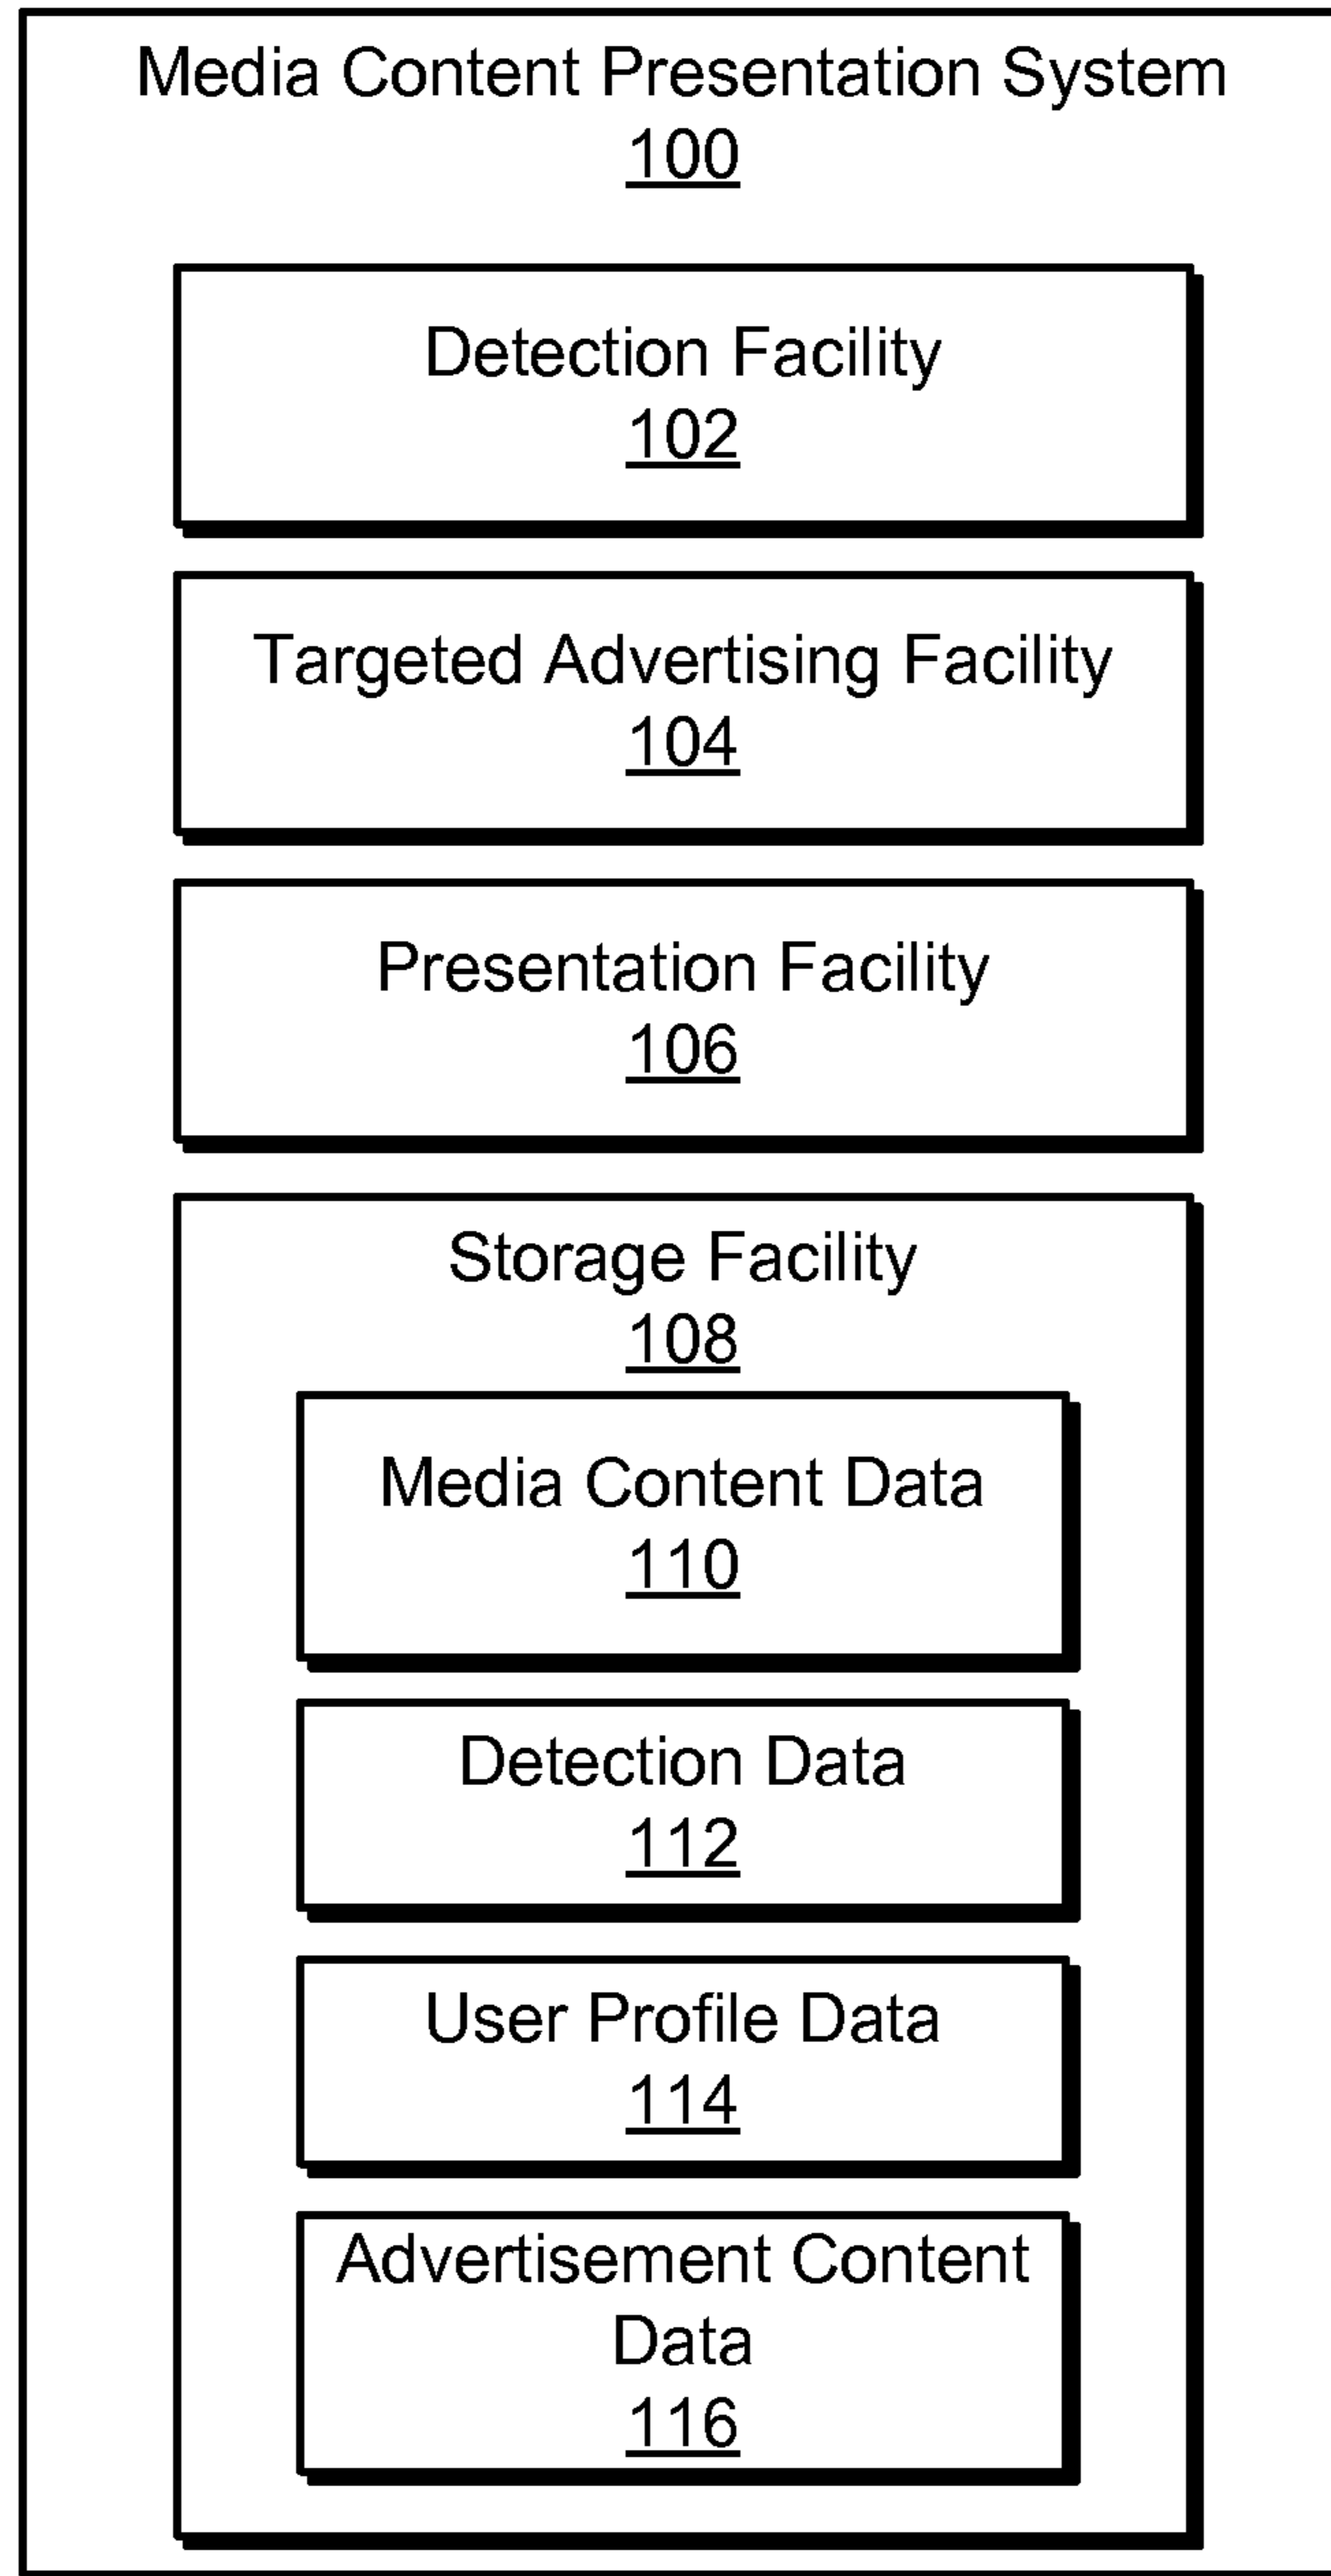 Media Content Presentation System
100
Detection Facility
102
Targeted Advertising Facility
104
Presentation Facility
106
Storage Facility
108
Media Content Data
110
Detection Data
112
User Profile Data
114
Advertisement Content
Data
116